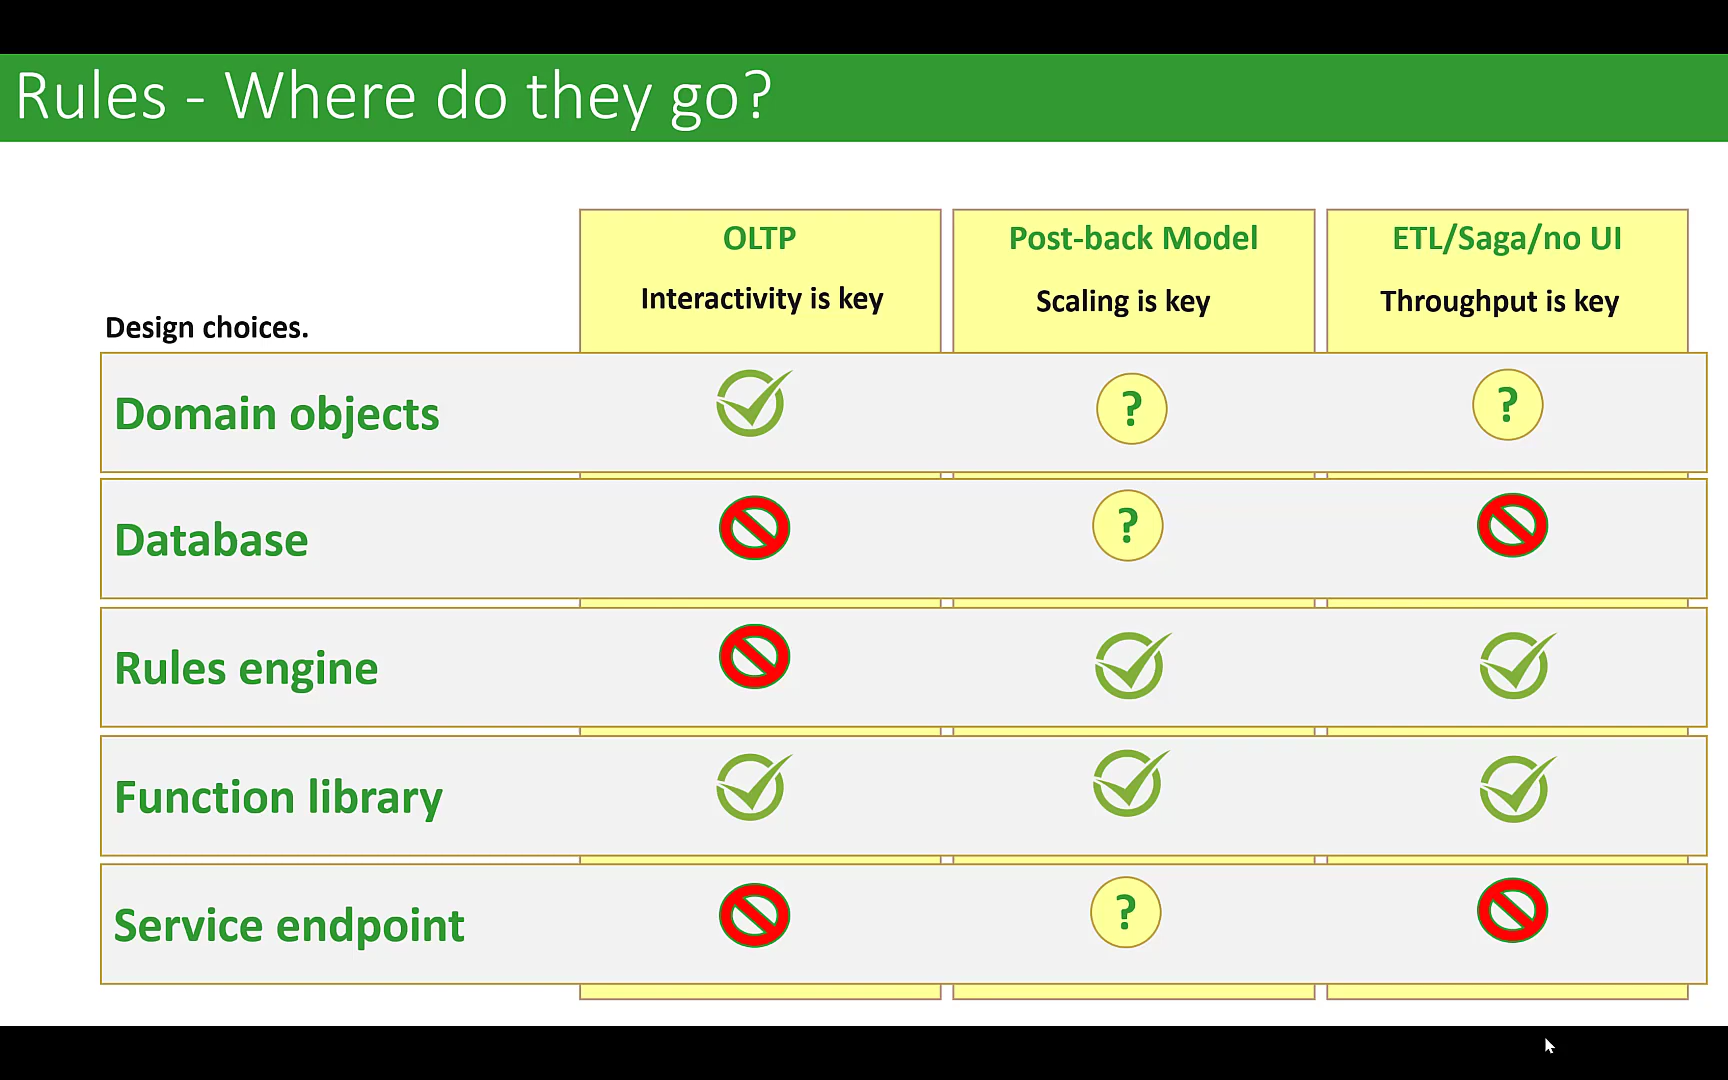 Rules - Where do they go?
OLTP
Post-back Model
ETL/Saga/no UI
Interactivity is key
Scaling is key
Throughput is key
Design choices.
Domain objects
?
?
Database
?
Rules engine
Function library
Service endpoint
?